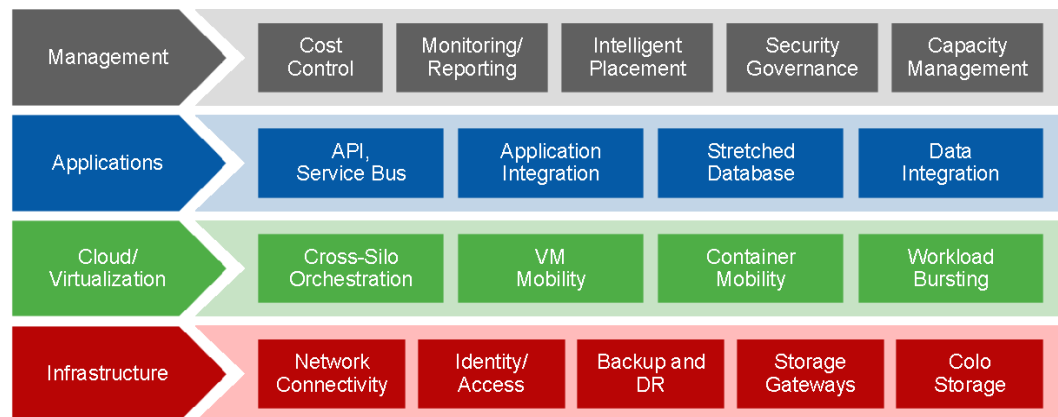 Management
Cost
Control
Monitoring/
Reporting
Intelligent
Placement
Security
Governance
Capacity
Management
Applications
API,
Service Bus
Application
Integration
Stretched
Database
Data
Integration
Cloud/
Virtualization
Cross-Silo
Orchestration
VM
Mobility
Container
Mobility
Workload
Bursting
Infrastructure
Network
Connectivity
Identity/
Access
Backup and
DR
Storage
Gateways
Colo
Storage